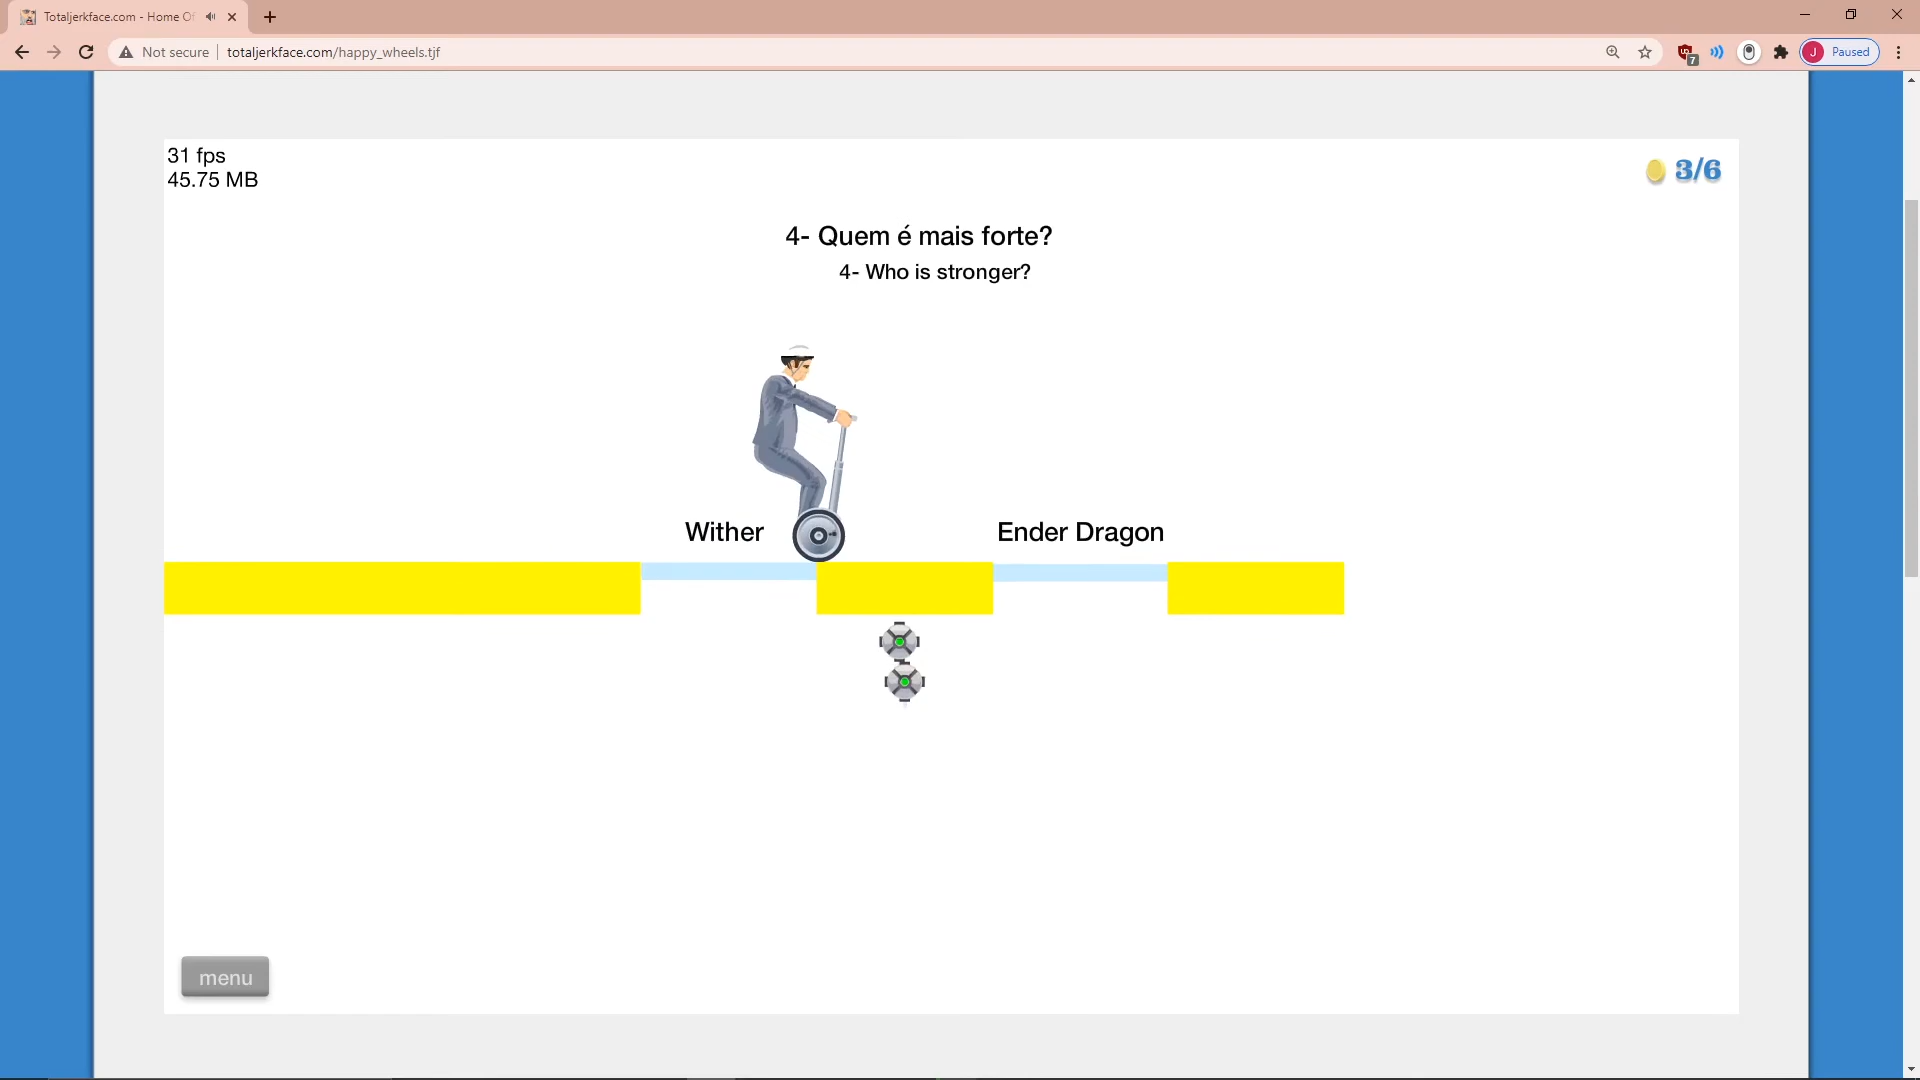 Totaljerkface.com - Home Of
Not secure
totaljerkface.com/happy_wheels.tjf
7
J
Paused
31 fps
45.75 MB
3/6
4- Quem é mais forte?
4- Who is stronger?
Wither
Ender Dragon
menu